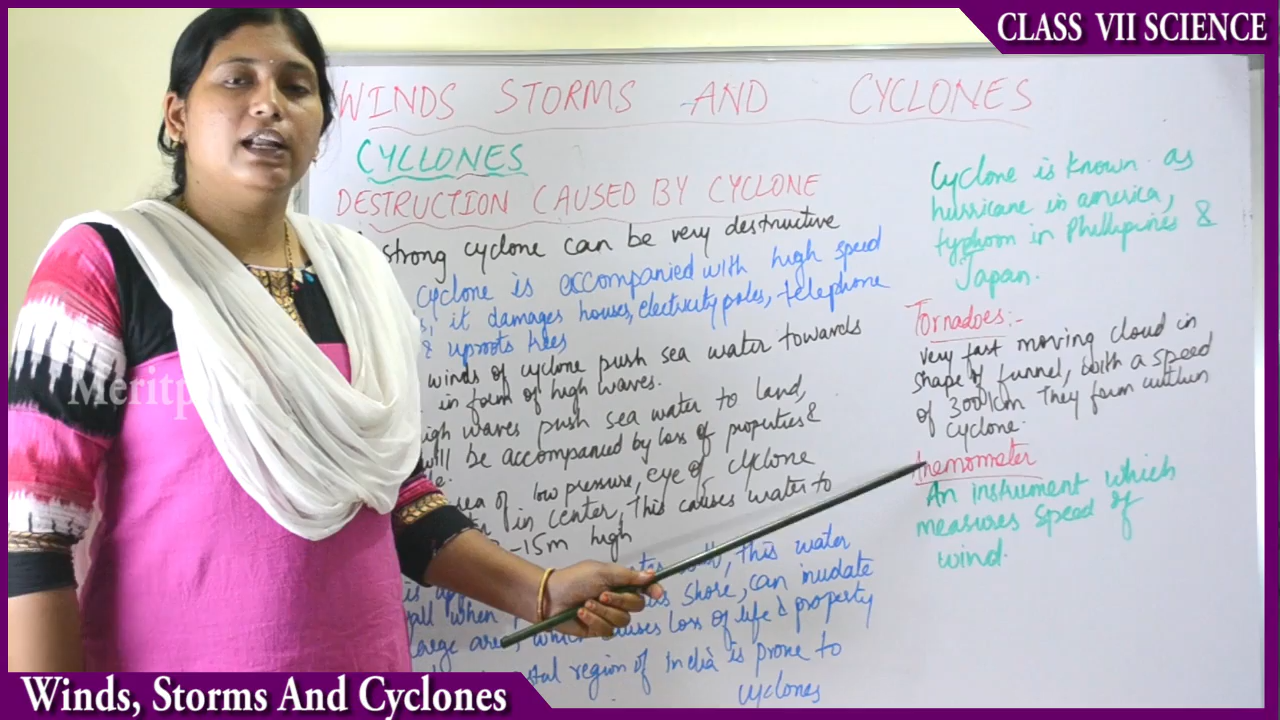 CLASS VII SCIENCE
WINDS STORMS AND CYCLONES
CYCLONES
DESTRUCTION CAUSED BY CYCLONE
strong cyclone can be very destructive
cyclone is accompanied with high speed
it damages houses, electricity poles, telephone
& uproots trees
winds of cyclone push sea water towards
in form of high waves.
waves push sea water to land,
will be accompanied by loss of properties &
of low pressure, eye of cyclone
in center, This causes water to
-15m high
this water
when shore, can inudate
large area, which causes loss of life & property
region of India is prone to
cyclones
Cyclone is known as
hurricane in america,
typhoon in Phillipines &
Japan.
Tornadoes:-
very fast moving cloud in
shape of funnel, with a speed
of 300km They form within
cyclone.
Anemometer
An instrument which
measures speed of
wind.
Meritpath
Winds, Storms And Cyclones